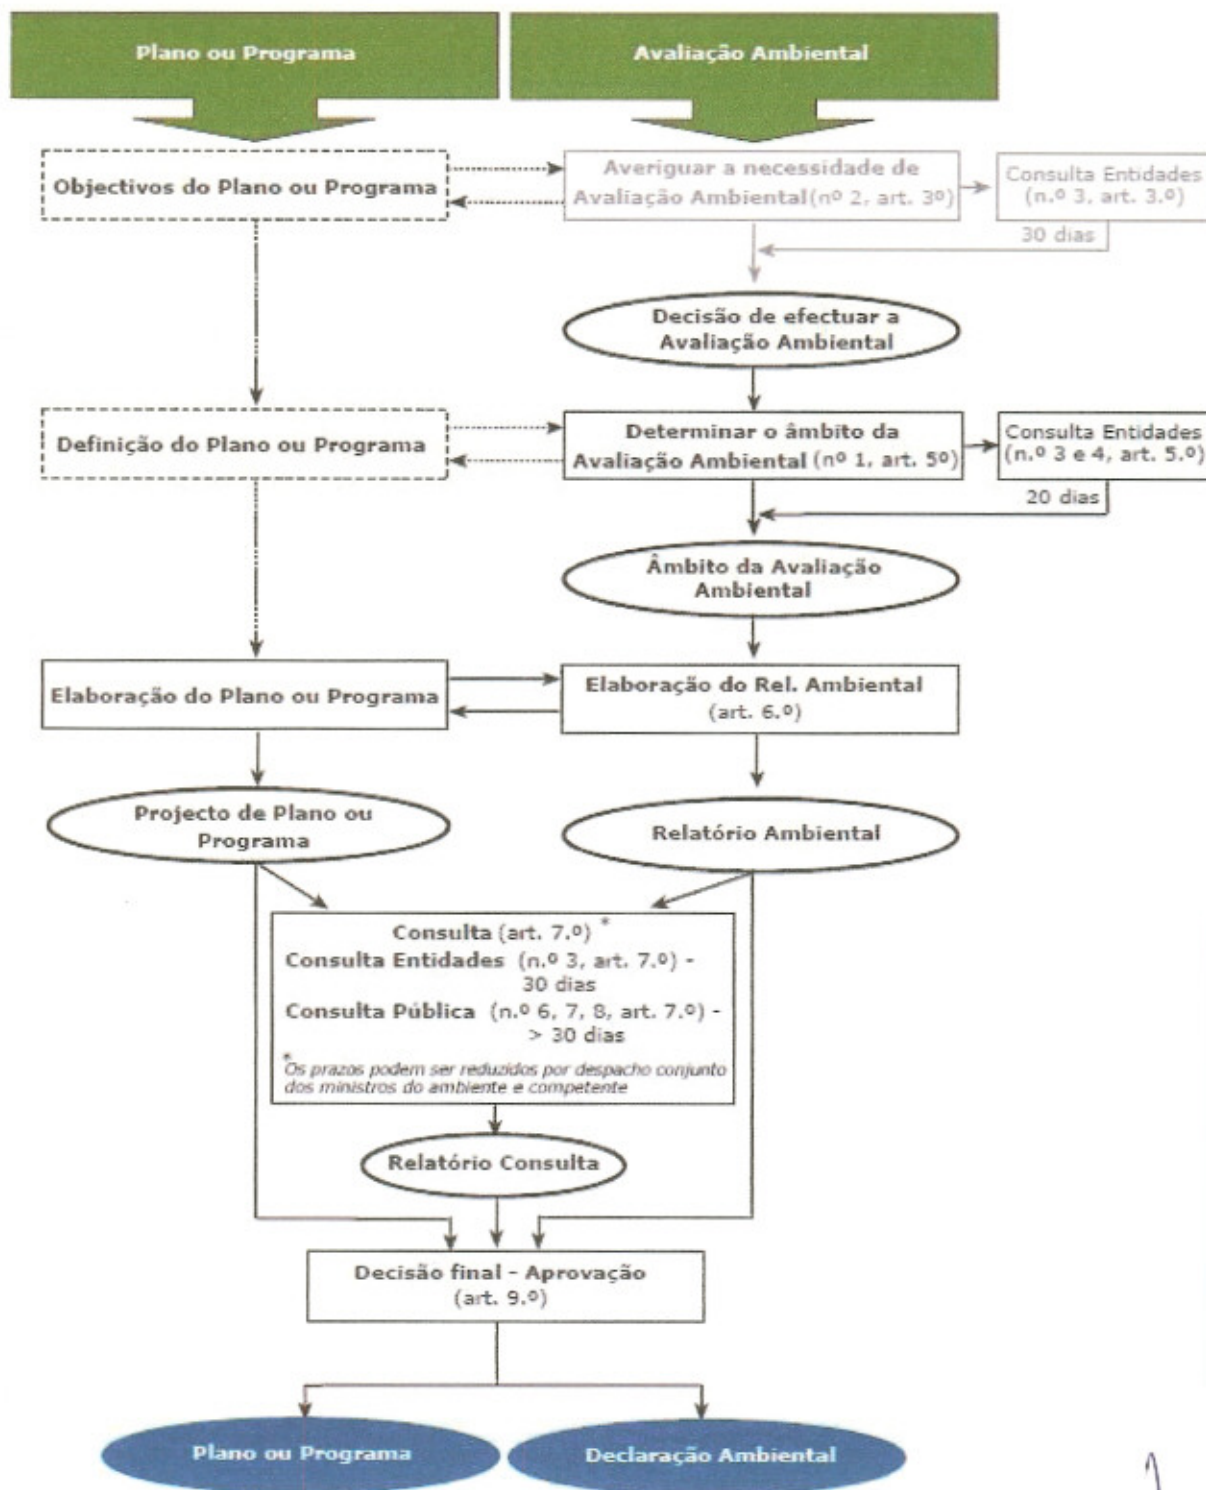 Plano ou Programa
Avaliação Ambiental
Objectivos do Plano ou Programa
Averiguar a necessidade de
Avaliação Ambiental(nº 2, art. 3º)
Consulta Entidades
(n.º 3, art. 3.º)
30 dias
Decisão de efectuar a
Avaliação Ambiental
Definição do Plano ou Programa
Determinar o âmbito da
Avaliação Ambiental (nº 1, art. 5º)
Consulta Entidades
(n.º 3 e 4, art. 5.º)
20 dias
Âmbito da Avaliação
Ambiental
Elaboração do Plano ou Programa
Elaboração do Rel. Ambiental
(art. 6.º)
Projecto de Plano ou
Programa
Relatório Ambiental
Consulta (art. 7.º) *
Consulta Entidades (n.º 3, art. 7.º) -
30 dias
Consulta Pública (n.º 6, 7, 8, art. 7.º) -
> 30 dias
*Os prazos podem ser reduzidos por despacho conjunto
dos ministros do ambiente e competente
Relatório Consulta
Decisão final - Aprovação
(art. 9.º)
Plano ou Programa
Declaração Ambiental